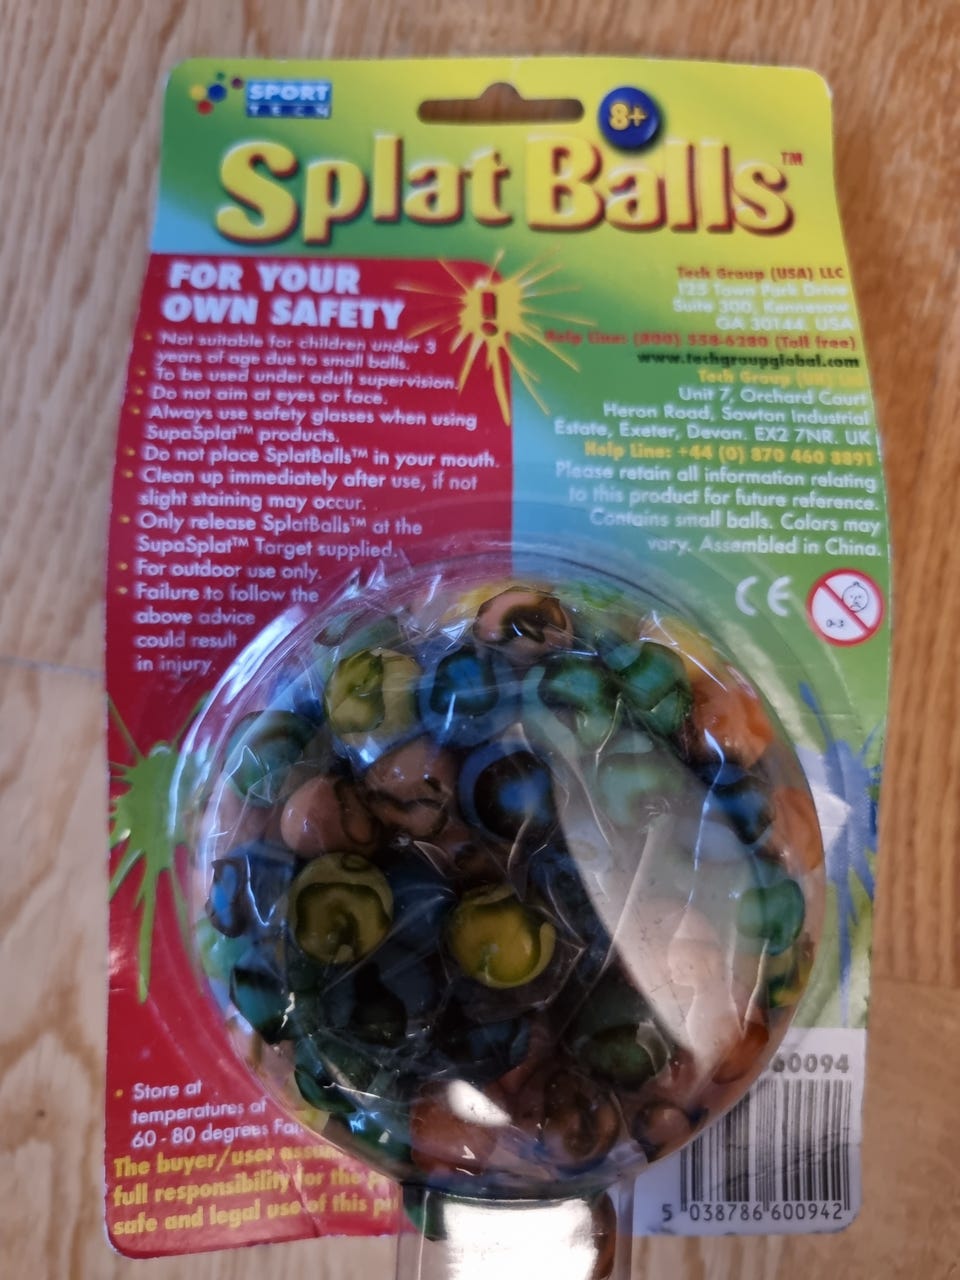 SPORT
TECH
8+
Splat Balls™
FOR YOUR
OWN SAFETY
!
• Not suitable for children under 3
years of age due to small balls.
• To be used under adult supervision.
• Do not aim at eyes or face.
• Always use safety glasses when using
SupaSplat™ products.
• Do not place SplatBalls™ in your mouth.
• Clean up immediately after use, if not
slight staining may occur.
• Only release SplatBalls™ at the
SupaSplat™ Target supplied.
• For outdoor use only.
• Failure to follow the
above advice
could result
in injury.
Tech Group (USA) LLC
125 Town Park Drive
Suite 300, Kennesaw
GA 30144. USA
Help Line: (800) 558-6280 (Toll free)
www.techgroupglobal.com
Tech Group (UK) Ltd
Unit 7, Orchard Court
Heron Road, Sowton Industrial
Estate, Exeter, Devon. EX2 7NR. UK
Help Line: +44 (0) 870 460 8891
Please retain all information relating
to this product for future reference.
Contains small balls. Colors may
vary. Assembled in China.
CE
0-3
• Store at
temperatures of
60 - 80 degrees
The buyer/user
full responsibility for the
safe and legal use of this
60094
5 038786 600942